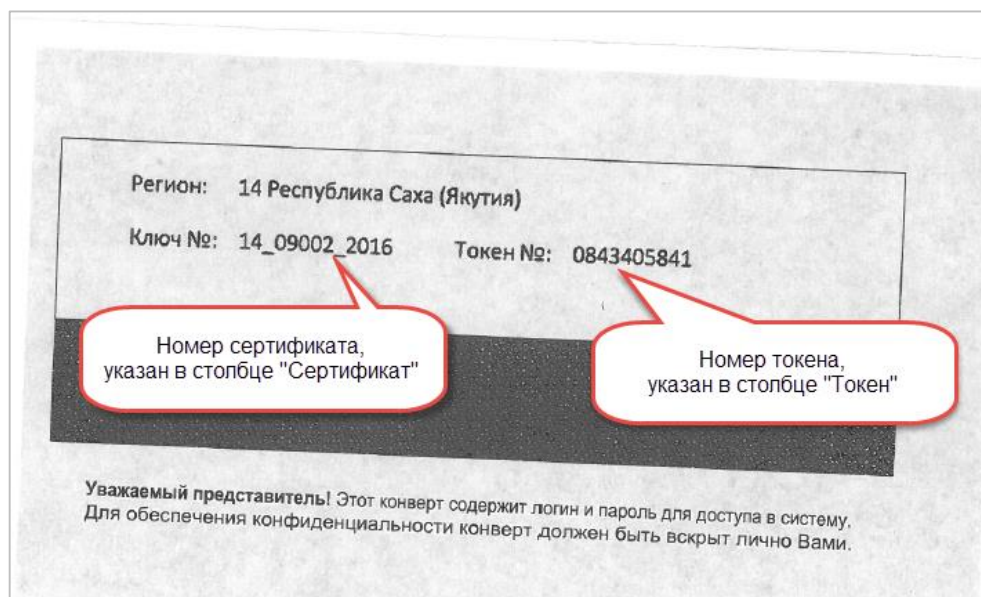 Регион: 14 Республика Саха (Якутия)
Ключ №: 14_09002_2016 Токен №: 0843405841
Номер сертификата,
указан в столбце "Сертификат"
Номер токена,
указан в столбце "Токен"
Уважаемый представитель! Этот конверт содержит логин и пароль для доступа в систему.
Для обеспечения конфиденциальности конверт должен быть вскрыт лично Вами.